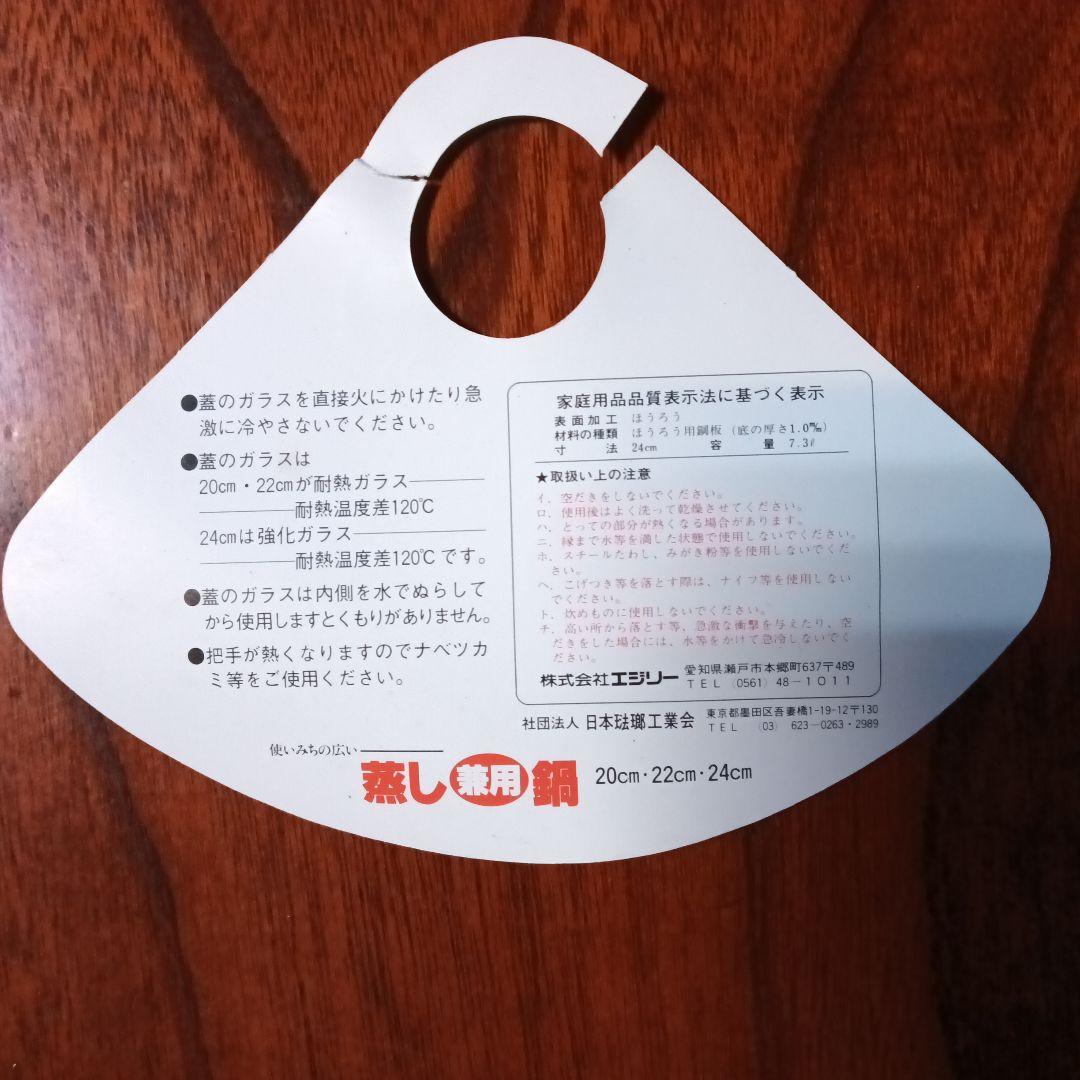 ●蓋のガラスを直接火にかけたり急
激に冷やさないでください。
●蓋のガラスは
20cm・22cmが耐熱ガラス————
————耐熱温度差120℃
24cmは強化ガラス————
————耐熱温度差120℃です。
●蓋のガラスは内側を水でぬらして
から使用しますとくもりがありません。
●把手が熱くなりますのでナベツカ
ミ等をご使用ください。
家庭用品品質表示法に基づく表示
表面加工 ほうろう
材料の種類 ほうろう用鋼板（底の厚さ1.0㎜）
寸法 24cm 容量 7.3ℓ
★取扱い上の注意
イ．空だきをしないでください。
ロ．使用後はよく洗って乾燥させてください。
ハ．とっての部分が熱くなる場合があります。
ニ．縁まで水等を満した状態で使用しないでください。
ホ．スチールたわし、みがき粉等を使用しないでくだ
さい。
ヘ．こげつき等を落とす際は、ナイフ等を使用しない
でください。
ト．炊めものに使用しないでください。
チ．高い所から落とす等、急激な衝撃を与えたり、空
だきをした場合には、水等をかけて急冷しないでく
ださい。
株式会社エジリー 愛知県瀬戸市本郷町637〒489
TEL（0561）48-1011
社団法人 日本琺瑯工業会 東京都墨田区吾妻橋1-19-12〒130
TEL （03） 623-0263・2989
使いみちの広い————
蒸し兼用鍋 20cm・22cm・24cm